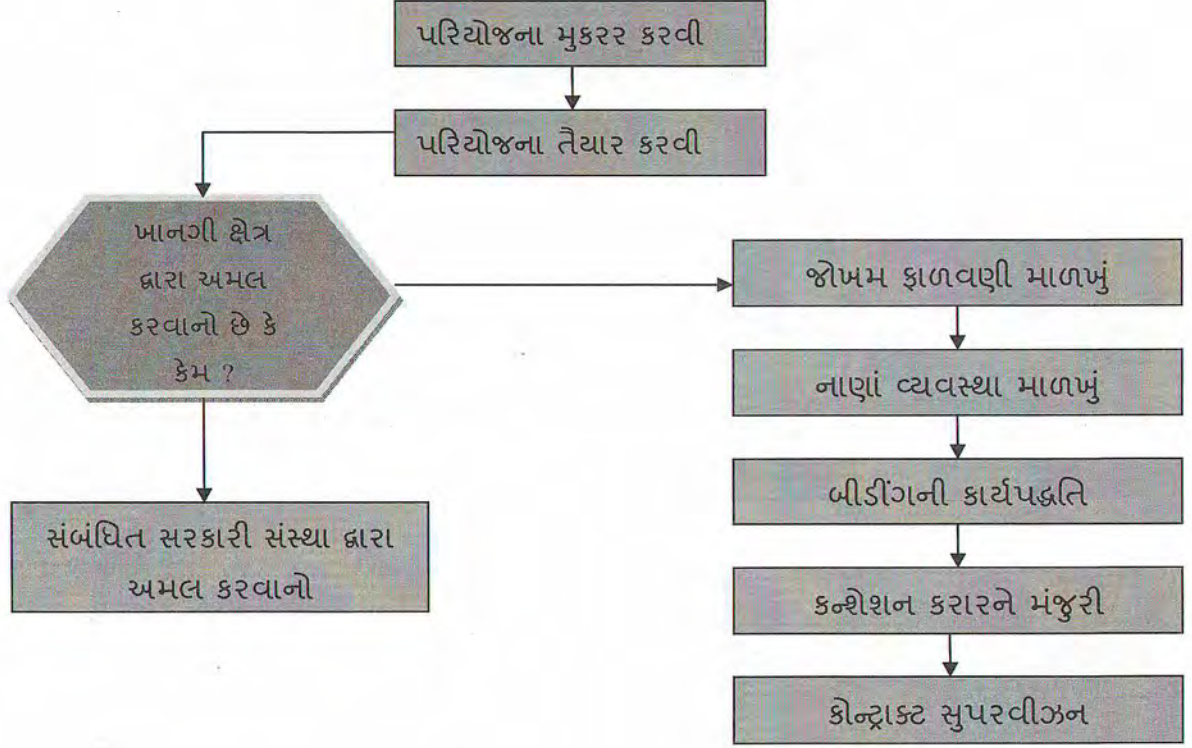 પરિયોજના મુકરર કરવી
પરિયોજના તૈયાર કરવી
ખાનગી ક્ષેત્ર
દ્વારા અમલ
કરવાનો છે કે
કેમ ?
સંબંધિત સરકારી સંસ્થા દ્વારા
અમલ કરવાનો
જોખમ ફાળવણી માળખું
નાણાં વ્યવસ્થા માળખું
બીડીંગની કાર્યપદ્ધતિ
કન્શેશન કરારને મંજુરી
કોન્ટ્રાક્ટ સુપરવીઝન